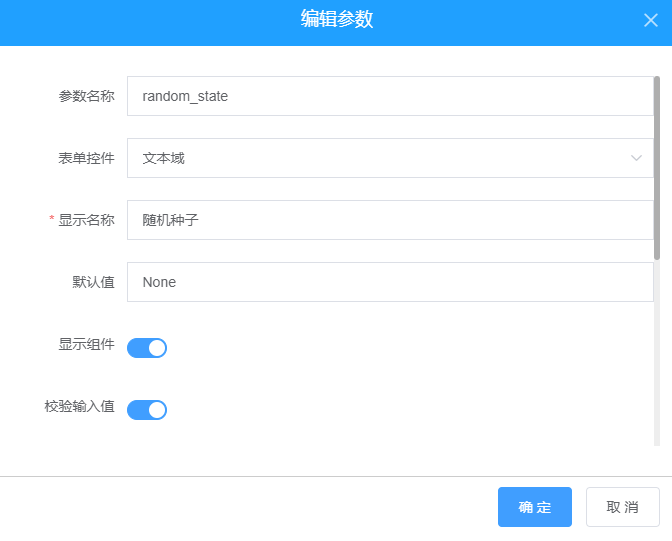 编辑参数
参数名称 random_state
表单控件 文本域
* 显示名称 随机种子
默认值 None
显示组件
校验输入值
确 定 取 消